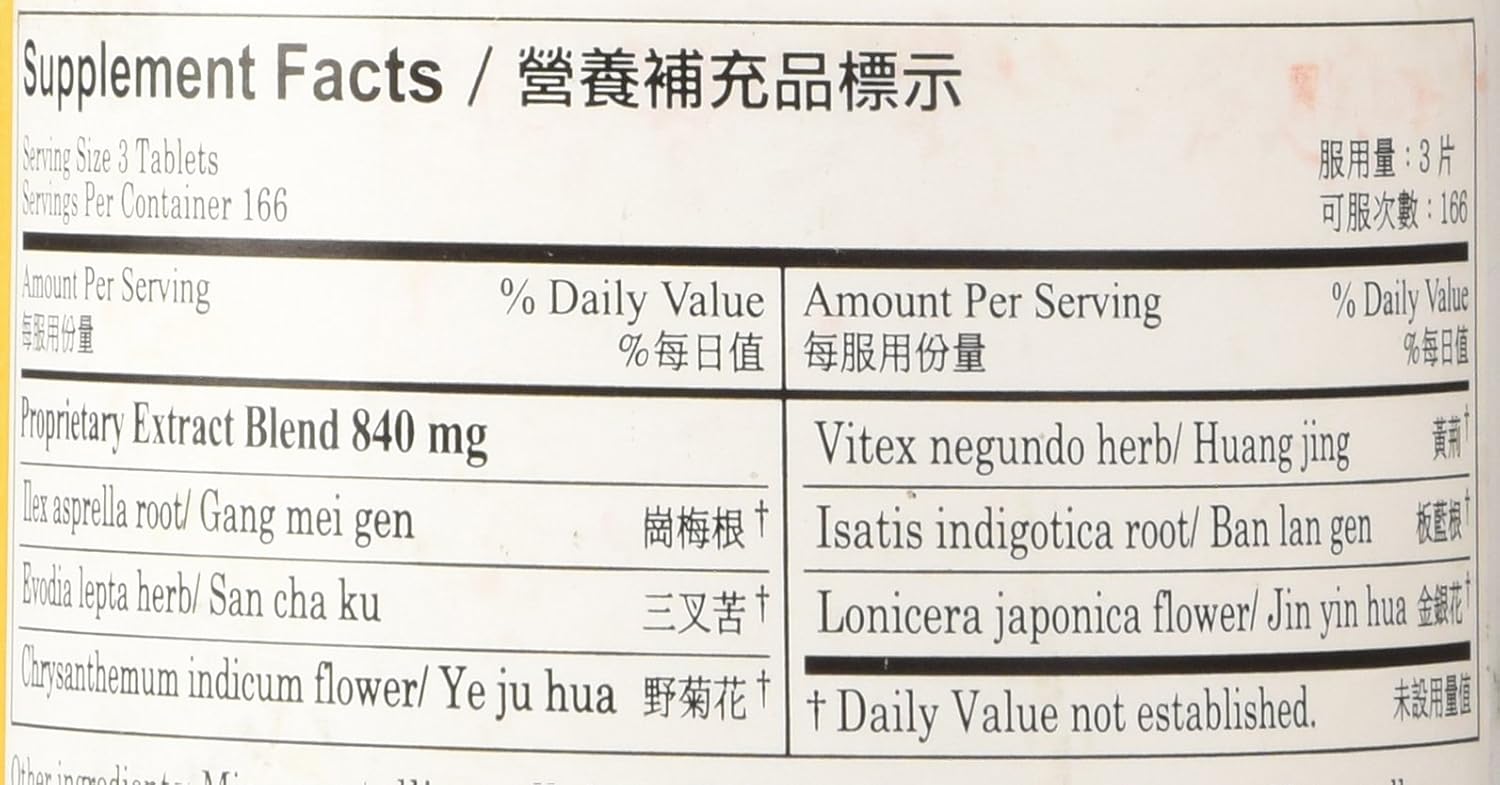 Supplement Facts / 營養補充品標示
Serving Size 3 Tablets
Servings Per Container 166
服用量：3 片
可服次數：166
Amount Per Serving % Daily Value
每服用份量 %每日值
Proprietary Extract Blend 840 mg
Ilex asprella root/ Gang mei gen 崗梅根†
Evodia lepta herb/ San cha ku 三叉苦†
Chrysanthemum indicum flower/ Ye ju hua 野菊花†
Amount Per Serving % Daily Value
每服用份量 %每日值
Vitex negundo herb/ Huang jing 黃荊†
Isatis indigotica root/ Ban lan gen 板藍根†
Lonicera japonica flower/ Jin yin hua 金銀花†
† Daily Value not established. 未設用量值
Other ingredients: